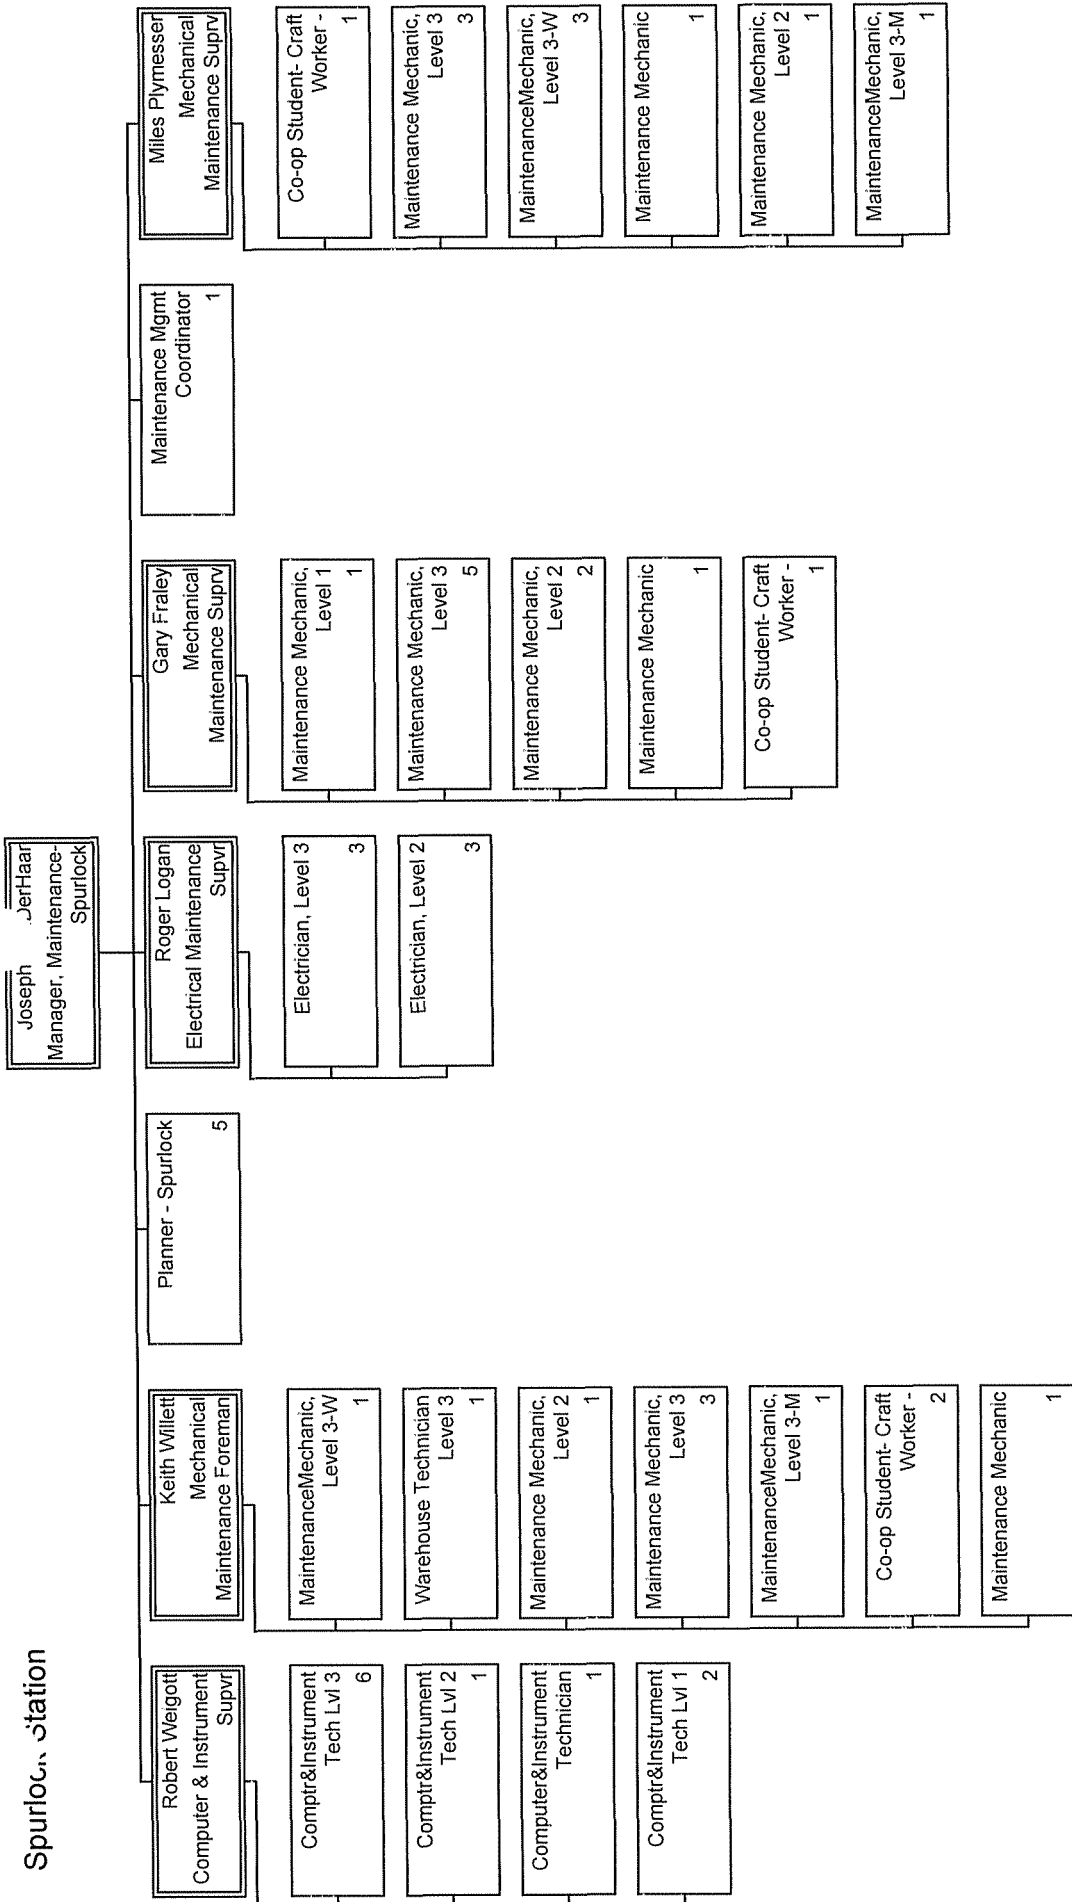 Spurlock Station
Joseph
Manager, Maintenance-
Spurlock
Robert Weigott
Computer & Instrument
Supvr
Comptr&Instrument
Tech Lvl 3
6
Comptr&Instrument
Tech Lvl 2
1
Computer&Instrument
Technician
1
Comptr&Instrument
Tech Lvl 1
2
Keith Willett
Mechanical
Maintenance Foreman
MaintenanceMechanic,
Level 3-W
1
Warehouse Technician
Level 3
1
Maintenance Mechanic,
Level 2
1
Maintenance Mechanic,
Level 3
3
MaintenanceMechanic,
Level 3-M
1
Co-op Student- Craft
Worker -
2
Maintenance Mechanic
1
Planner - Spurlock
5
Roger Logan
Electrical Maintenance
Supvr
Electrician, Level 3
3
Electrician, Level 2
3
Gary Fraley
Mechanical
Maintenance Suprv
Maintenance Mechanic,
Level 1
1
Maintenance Mechanic,
Level 3
5
Maintenance Mechanic,
Level 2
2
Maintenance Mechanic
1
Co-op Student- Craft
Worker -
1
Maintenance Mgmt
Coordinator
1
Miles Plymesser
Mechanical
Maintenance Suprv
Co-op Student- Craft
Worker -
1
Maintenance Mechanic,
Level 3
3
MaintenanceMechanic,
Level 3-W
3
Maintenance Mechanic
1
Maintenance Mechanic,
Level 2
1
MaintenanceMechanic,
Level 3-M
1